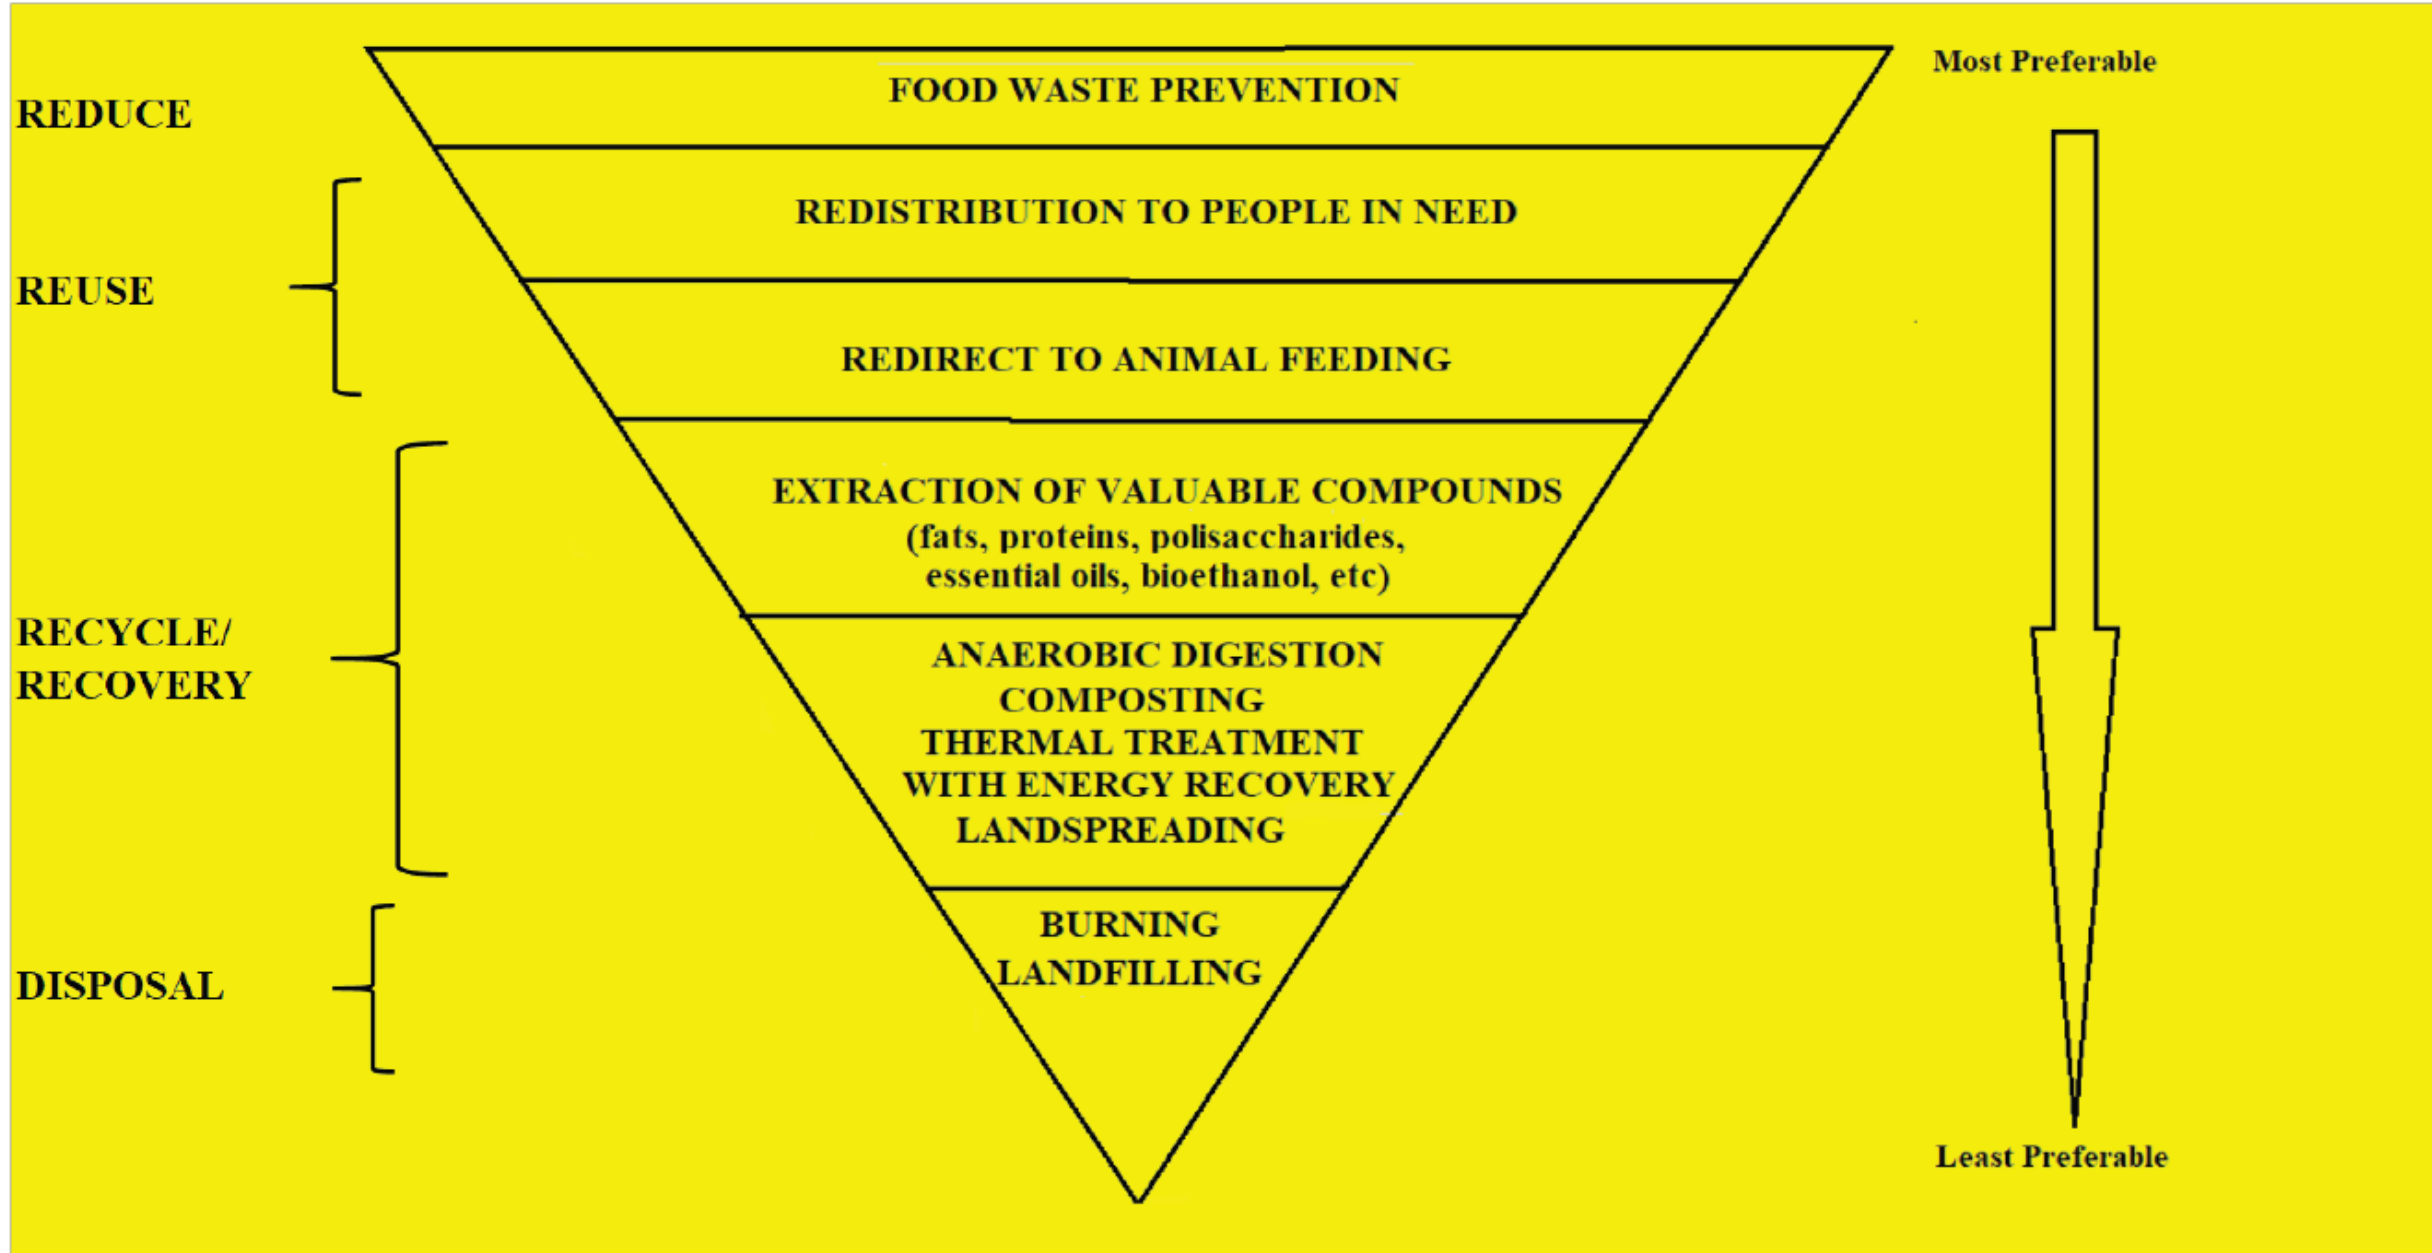 Most Preferable
FOOD WASTE PREVENTION
REDUCE
REDISTRIBUTION TO PEOPLE IN NEED
REUSE
REDIRECT TO ANIMAL FEEDING
EXTRACTION OF VALUABLE COMPOUNDS
(fats, proteins, polisaccharides,
essential oils, bioethanol, etc)
RECYCLE/
RECOVERY
ANAEROBIC DIGESTION
COMPOSTING
THERMAL TREATMENT
WITH ENERGY RECOVERY
LANDSPREADING
BURNING
LANDFILLING
DISPOSAL
Least Preferable